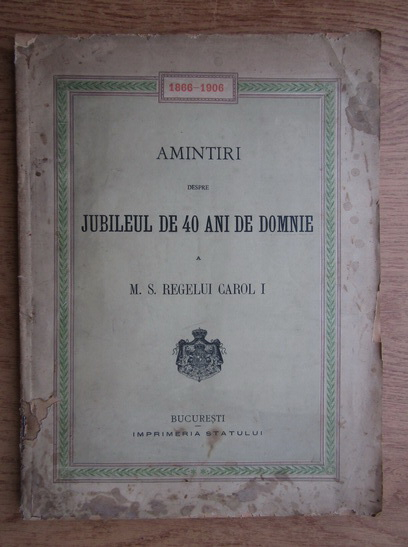 1866-1906
AMINTIRI
DESPRE
JUBILEUL DE 40 ANI DE DOMNIE
A
M. S. REGELUI CAROL I
BUCUREȘTI
IMPRIMERIA STATULUI